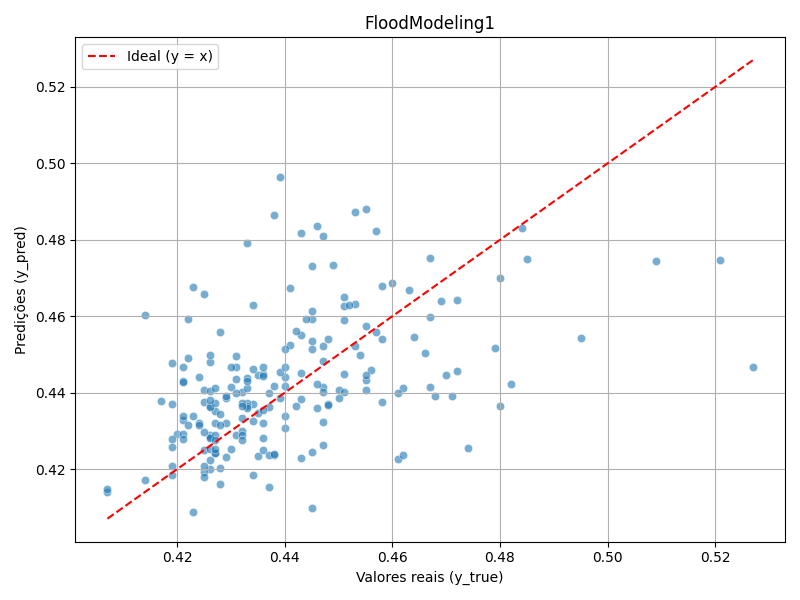 FloodModeling1
Ideal (y = x)
0.52
0.50
0.48
0.46
0.44
0.42
Predições (y_pred)
0.42 0.44 0.46 0.48 0.50 0.52
Valores reais (y_true)